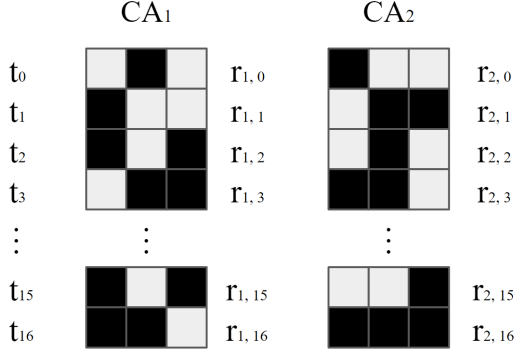 CA1 CA2
t0 r1, 0 r2, 0
t1 r1, 1 r2, 1
t2 r1, 2 r2, 2
t3 r1, 3 r2, 3
⋮ ⋮ ⋮
t15 r1, 15 r2, 15
t16 r1, 16 r2, 16